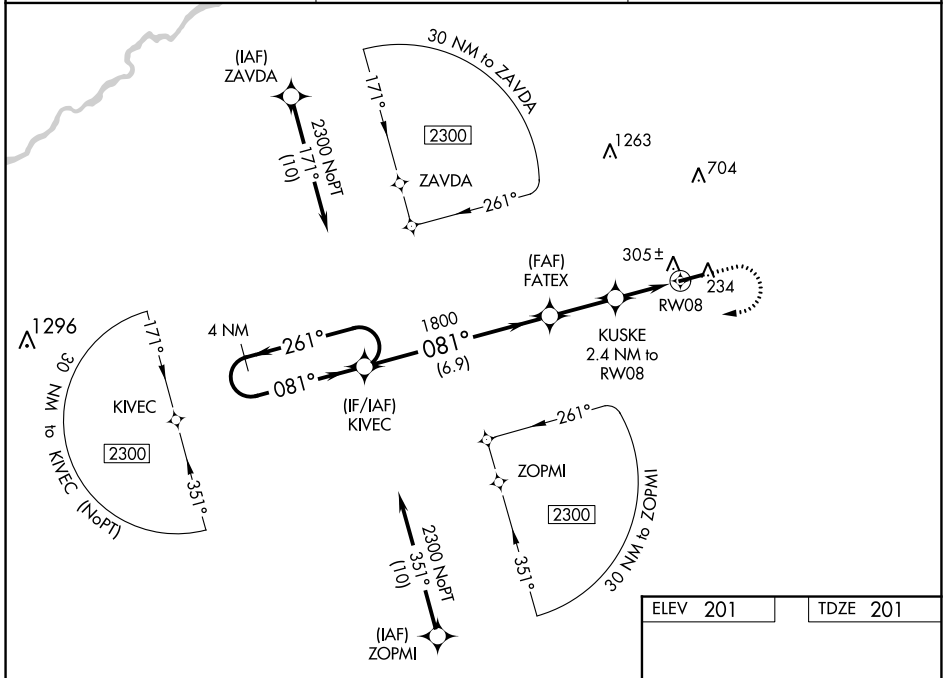 (IAF)
ZAVDA
2300 NoPT
171°
(10)
30 NM to ZAVDA
171°
2300
ZAVDA
261°
1263
704
305±
234
RW08
(FAF)
FATEX
KUSKE
2.4 NM to
RW08
1800
081°
(6.9)
4 NM
261°
081°
(IF/IAF)
KIVEC
1296
171°
KIVEC
2300
351°
30 NM to KIVEC (NoPT)
261°
ZOPMI
2300
351°
30 NM to ZOPMI
2300 NoPT
351°
(10)
(IAF)
ZOPMI
ELEV 201
TDZE 201